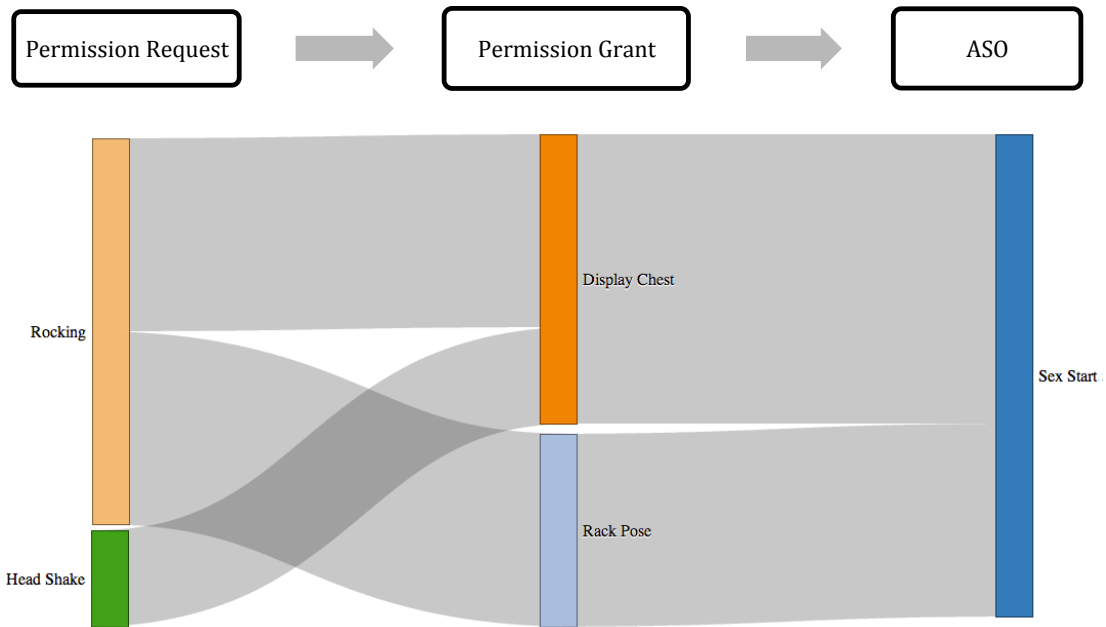 Permission Request
Permission Grant
ASO
Display Chest
Rocking
Sex Start
Rack Pose
Head Shake